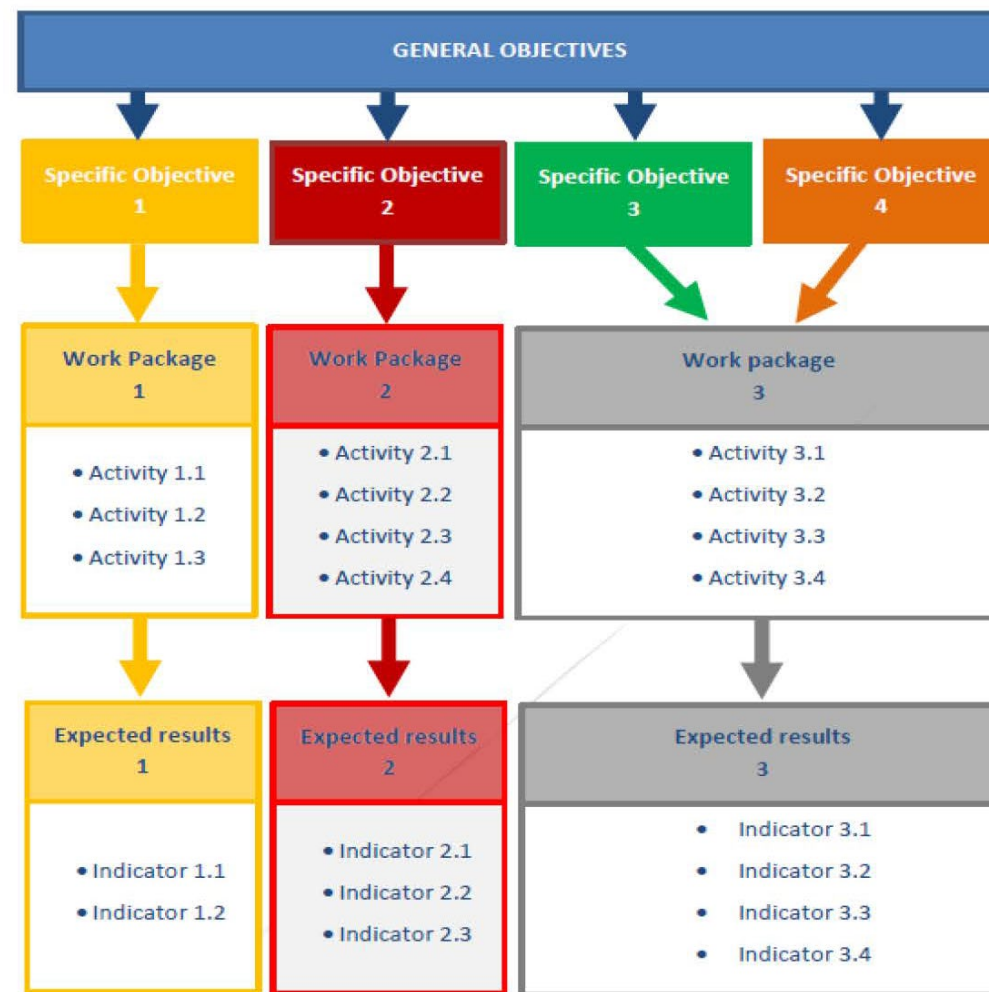 GENERAL OBJECTIVES
Specific Objective
1
Specific Objective
2
Specific Objective
3
Specific Objective
4
Work Package
1
• Activity 1.1
• Activity 1.2
• Activity 1.3
Work Package
2
• Activity 2.1
• Activity 2.2
• Activity 2.3
• Activity 2.4
Work package
3
• Activity 3.1
• Activity 3.2
• Activity 3.3
• Activity 3.4
Expected results
1
• Indicator 1.1
• Indicator 1.2
Expected results
2
• Indicator 2.1
• Indicator 2.2
• Indicator 2.3
Expected results
3
• Indicator 3.1
• Indicator 3.2
• Indicator 3.3
• Indicator 3.4